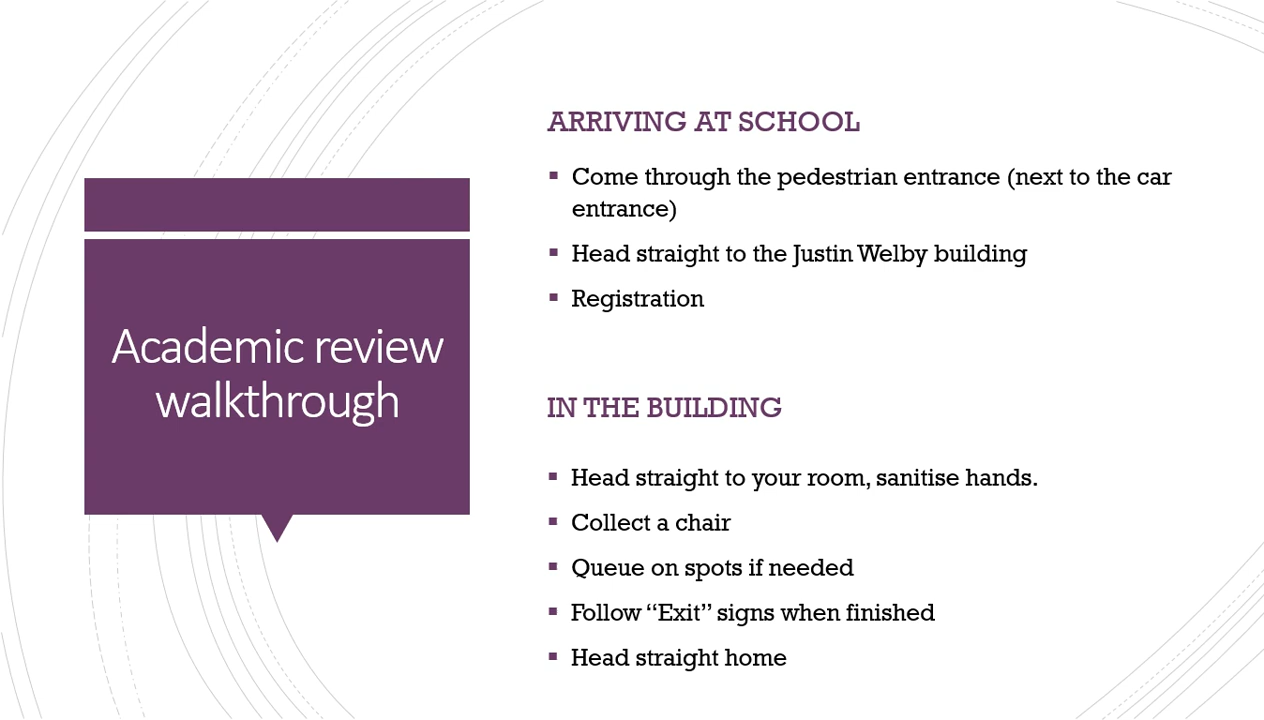 Academic review
walkthrough
ARRIVING AT SCHOOL
▪ Come through the pedestrian entrance (next to the car
entrance)
▪ Head straight to the Justin Welby building
▪ Registration
IN THE BUILDING
▪ Head straight to your room, sanitise hands.
▪ Collect a chair
▪ Queue on spots if needed
▪ Follow “Exit” signs when finished
▪ Head straight home